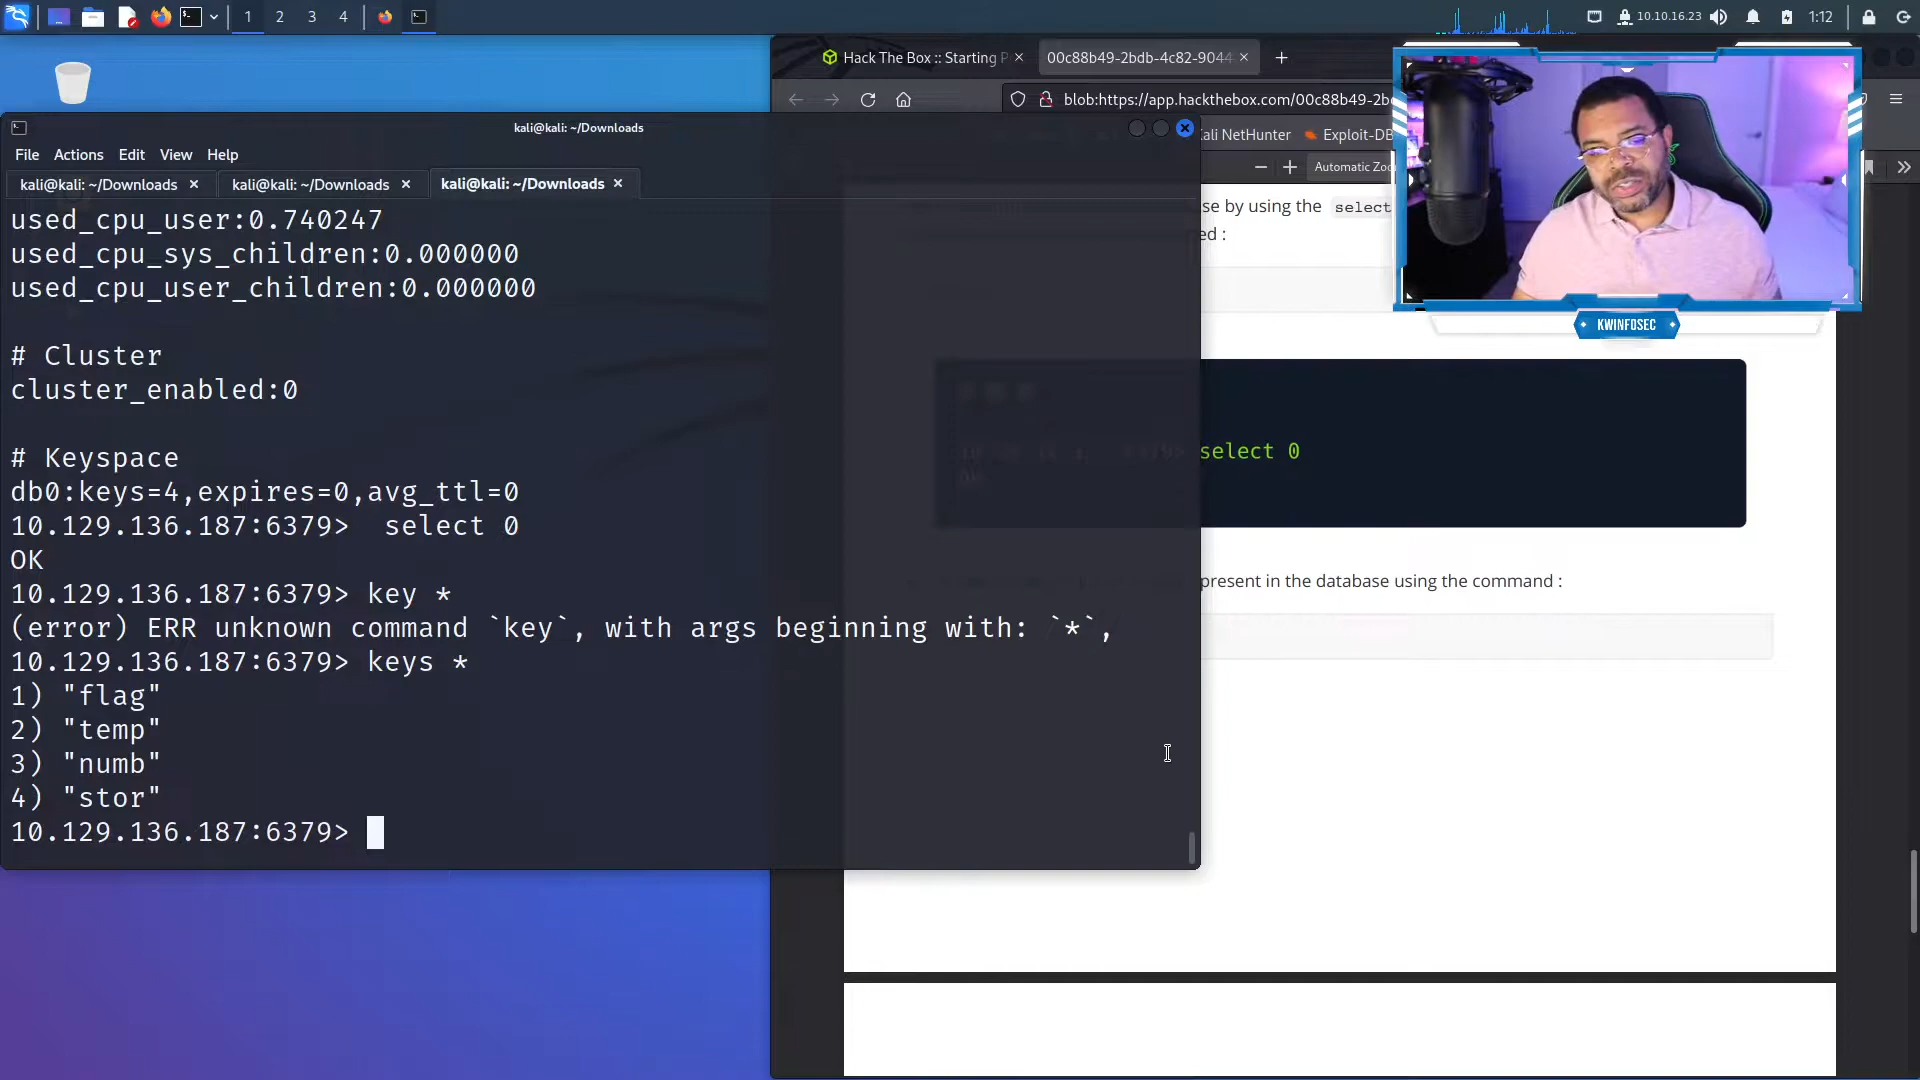 1 2 3 4
10.10.16.23
1:12
Hack The Box :: Starting P
00c88b49-2bdb-4c82-9044
blob:https://app.hackthebox.com/00c88b49-2b
kali@kali: ~/Downloads
ali NetHunter
Exploit-DB
File Actions Edit View Help
Automatic Zoo
kali@kali: ~/Downloads
kali@kali: ~/Downloads
kali@kali: ~/Downloads
used_cpu_user:0.740247
used_cpu_sys_children:0.000000
used_cpu_user_children:0.000000
# Cluster
cluster_enabled:0
# Keyspace
db0:keys=4,expires=0,avg_ttl=0
10.129.136.187:6379>  select 0
OK
10.129.136.187:6379> key *
(error) ERR unknown command `key`, with args beginning with: `*`,
10.129.136.187:6379> keys *
1) "flag"
2) "temp"
3) "numb"
4) "stor"
10.129.136.187:6379>
se by using the select
ed :
select 0
present in the database using the command :
KWINFOSEC